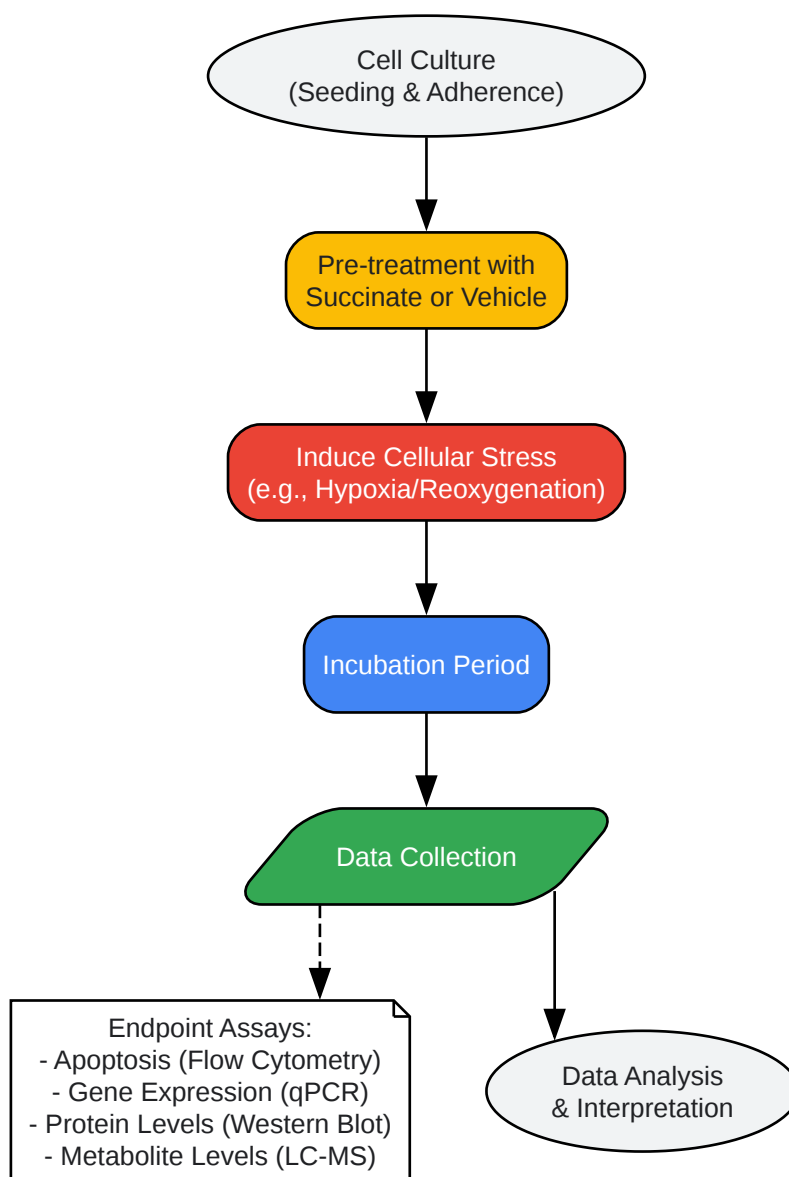 Cell Culture
(Seeding & Adherence)
Pre-treatment with
Succinate or Vehicle
Induce Cellular Stress
(e.g., Hypoxia/Reoxygenation)
Incubation Period
Data Collection
Endpoint Assays:
- Apoptosis (Flow Cytometry)
- Gene Expression (qPCR)
- Protein Levels (Western Blot)
- Metabolite Levels (LC-MS)
Data Analysis
& Interpretation